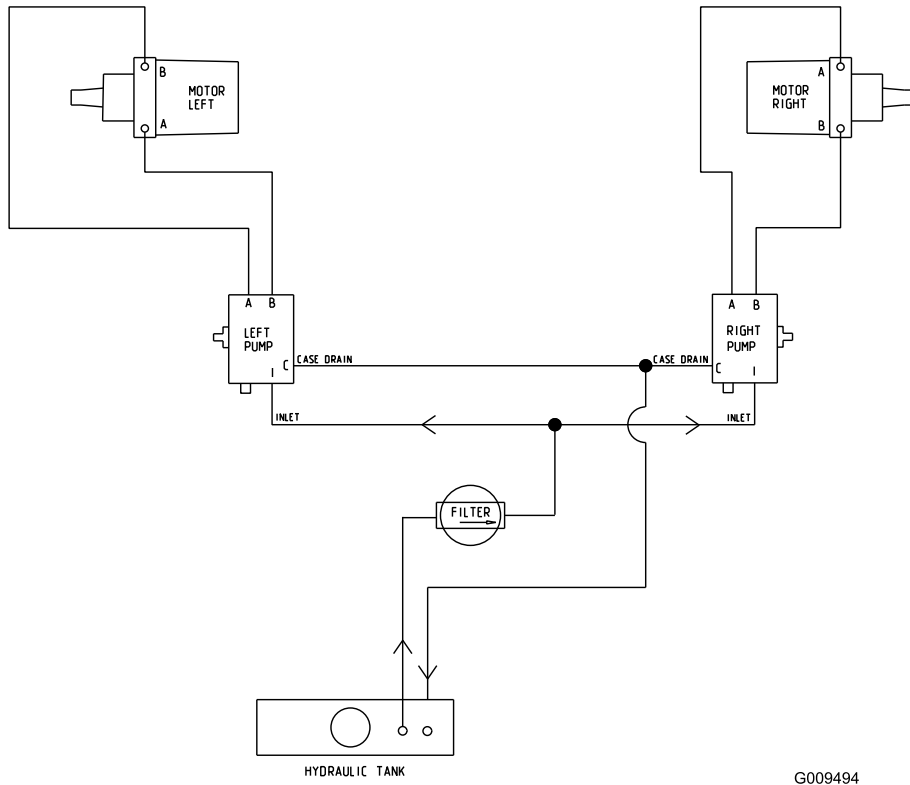 B
MOTOR
LEFT
A
A
MOTOR
RIGHT
B
A B
LEFT
PUMP
C
I
CASE DRAIN
INLET
A B
RIGHT
PUMP
C
I
CASE DRAIN
INLET
FILTER
HYDRAULIC TANK
G009494